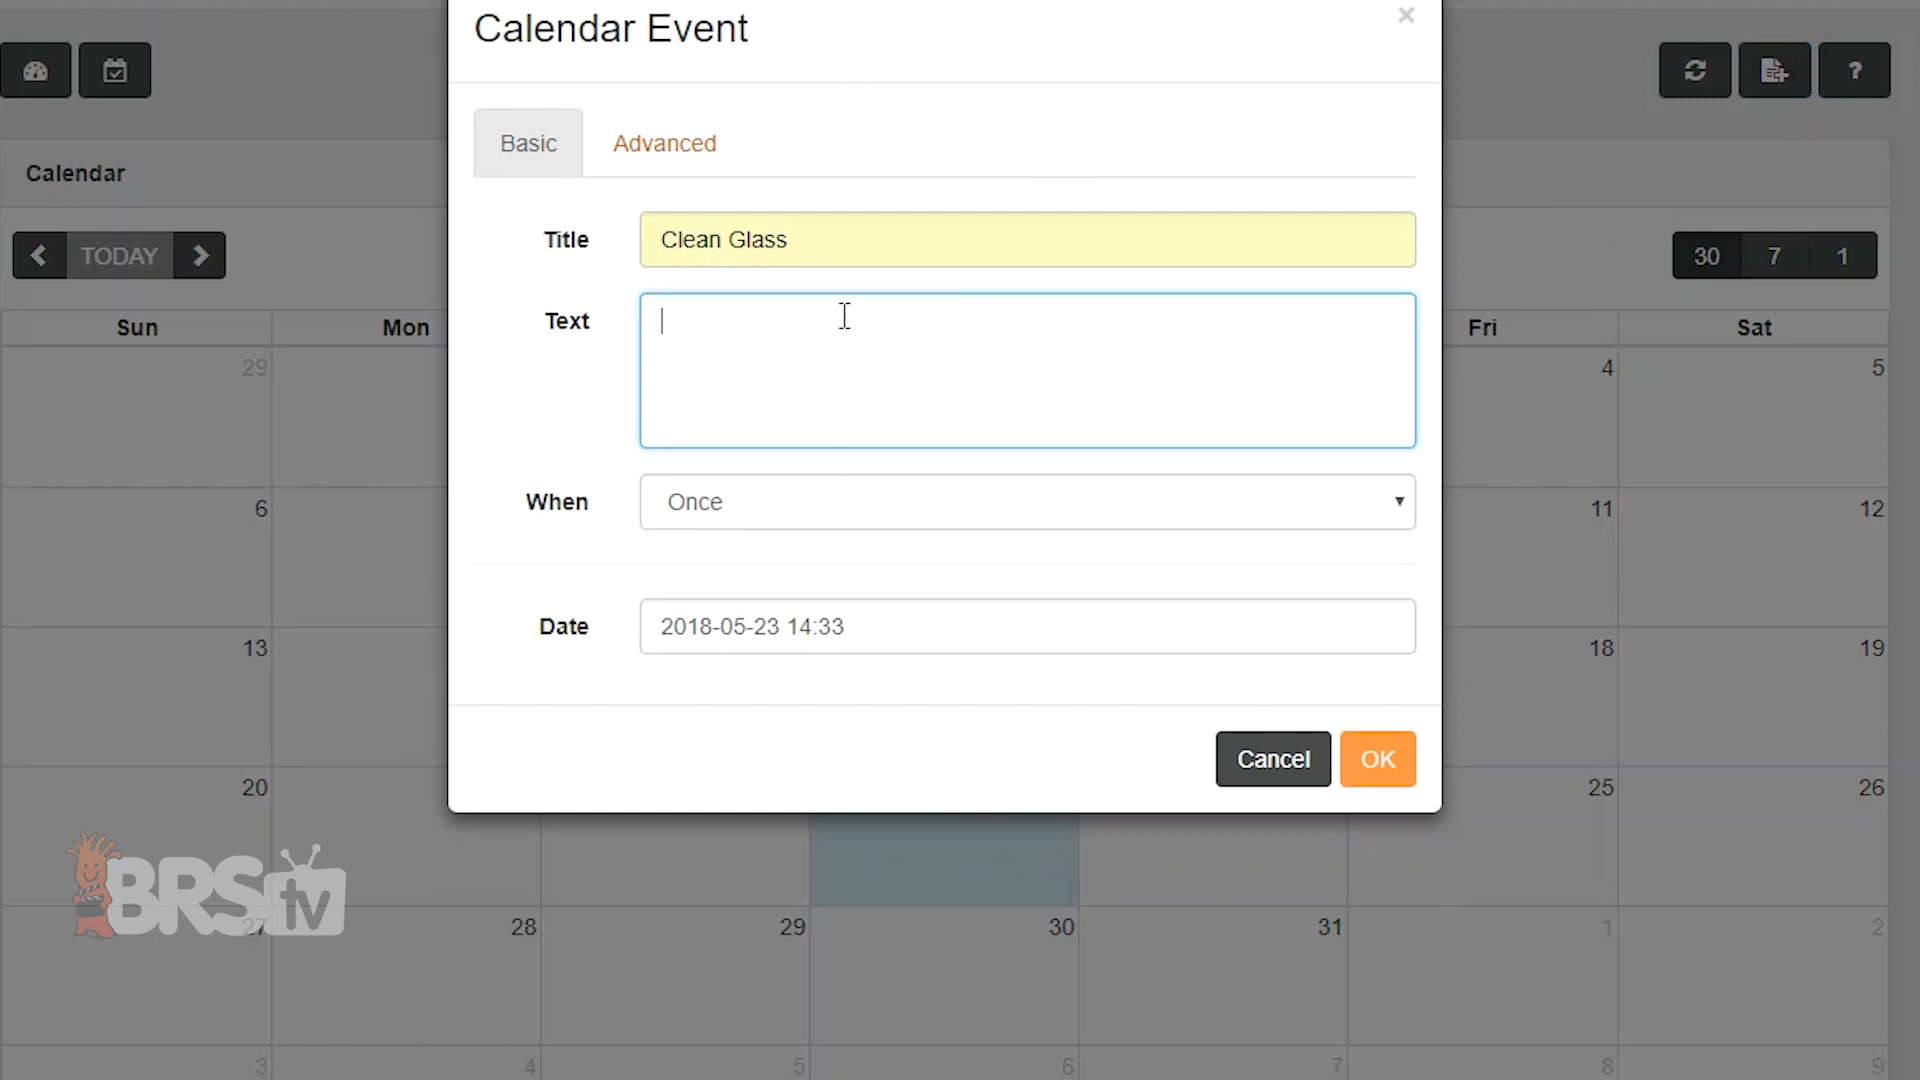 Calendar Event
×
?
Basic
Advanced
Calendar
Title
Clean Glass
TODAY
30 7 1
Text
Sun
Mon
Fri
Sat
29
4
5
When
Once
6
11
12
Date
2018-05-23 14:33
13
18
19
Cancel
OK
20
25
26
BRStv
27
28
29
30
31
1
2
3
4
5
6
7
8
9